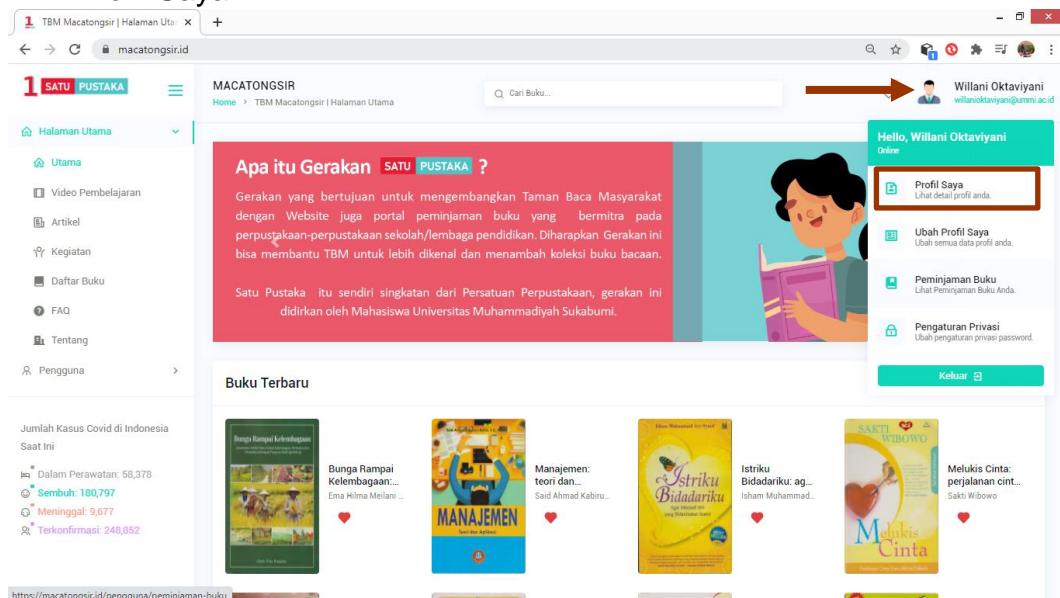 TBM Macatongsir | Halaman Utar
macatongsir.id
1 SATU PUSTAKA
MACATONGSIR
Home > TBM Macatongsir | Halaman Utama
Cari Buku...
Willani Oktaviyani
willanioktaviyani@ummi.ac.id
Halaman Utama
Utama
Video Pembelajaran
Artikel
Kegiatan
Daftar Buku
FAQ
Tentang
Pengguna
Jumlah Kasus Covid di Indonesia
Saat Ini
Dalam Perawatan: 58,378
Sembuh: 180,797
Meninggal: 9,677
Terkonfirmasi: 248,852
Apa itu Gerakan SATU PUSTAKA ?
Gerakan yang bertujuan untuk mengembangkan Taman Baca Masyarakat
dengan Website juga portal peminjaman buku yang bermitra pada
perpustakaan-perpustakaan sekolah/lembaga pendidikan. Diharapkan Gerakan ini
bisa membantu TBM untuk lebih dikenal dan menambah koleksi buku bacaan.
Satu Pustaka itu sendiri singkatan dari Persatuan Perpustakaan, gerakan ini
didirkan oleh Mahasiswa Universitas Muhammadiyah Sukabumi.
Hello, Willani Oktaviyani
Online
Profil Saya
Lihat detail profil anda.
Ubah Profil Saya
Ubah semua data profil anda.
Peminjaman Buku
Lihat Peminjaman Buku Anda.
Pengaturan Privasi
Ubah pengaturan privasi password.
Keluar
Buku Terbaru
Bunga Rampai Kelembagaan
Bunga Rampai
Kelembagaan:...
Ema Hilma Meilani ...
MANAJEMEN
Teori dan Aplikasi
Manajemen:
teori dan...
Said Ahmad Kabiru..
Istriku
Bidadariku
Istriku
Bidadariku: ag...
Isham Muhammad..
SAKTI
WIBOWO
Melukis
Cinta
Melukis Cinta:
perjalanan cint...
Sakti Wibowo
https://macatongsir.id/pengguna/peminjaman-buku